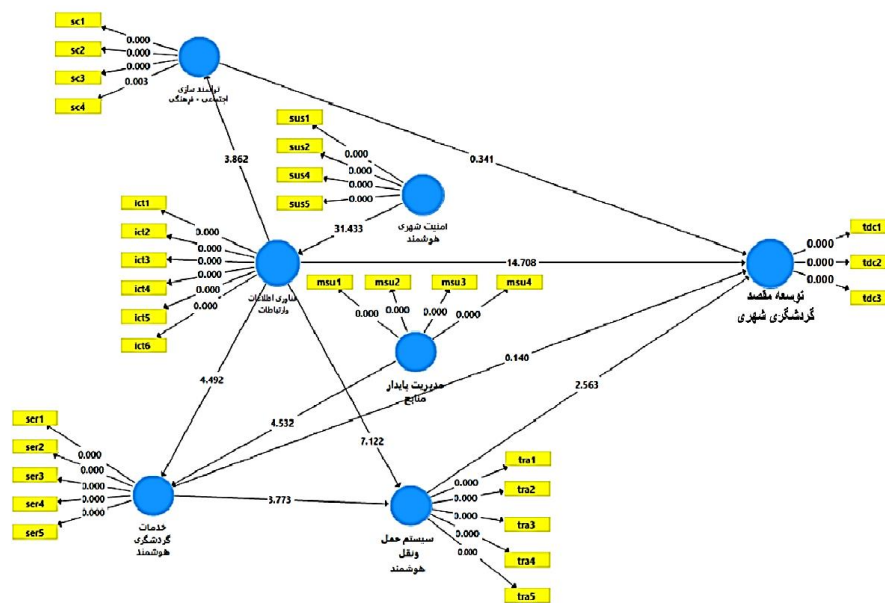 sc1
sc2
sc3
sc4
0.000
0.000
0.000
0.003
توانمند سازی
اجتماعی - فرهنگی
3.862
0.341
sus1
sus2
sus4
sus5
0.000
0.000
0.000
0.000
امنیت شهری
هوشمند
31.433
ict1
ict2
ict3
ict4
ict5
ict6
0.000
0.000
0.000
0.000
0.000
0.000
فناوری اطلاعات
وارتباطات
14.708
tdc1
tdc2
tdc3
0.000
0.000
0.000
توسعه مقصد
گردشگری شهری
msu1
msu2
msu3
msu4
0.000
0.000
0.000
0.000
مدیریت پایدار
منابع
4.492
4.532
7.122
0.140
2.563
ser1
ser2
ser3
ser4
ser5
0.000
0.000
0.000
0.000
0.000
خدمات
گردشگری
هوشمند
3.773
سیستم حمل
ونقل
هوشمند
tra1
tra2
tra3
tra4
tra5
0.000
0.000
0.000
0.000
0.000